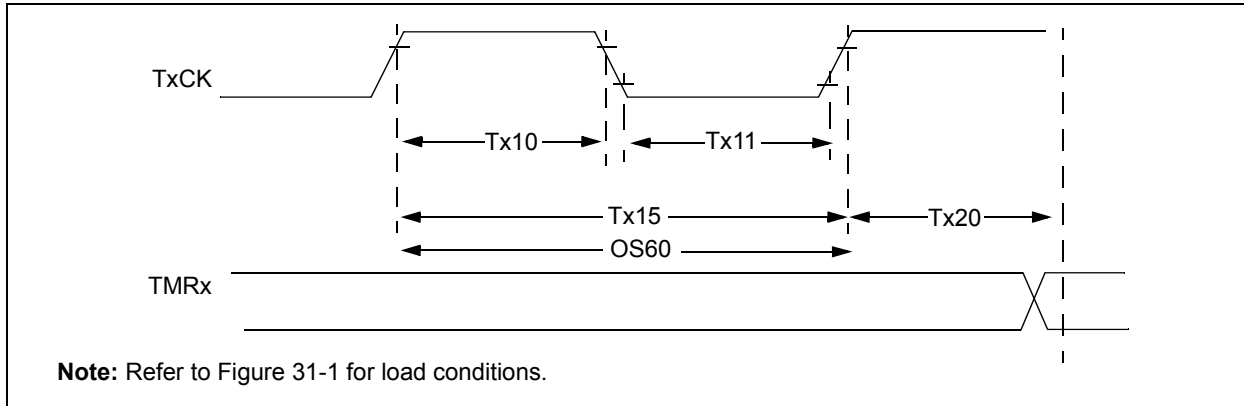 TxCK
Tx10
Tx11
Tx15
Tx20
OS60
TMRx
Note: Refer to Figure 31-1 for load conditions.